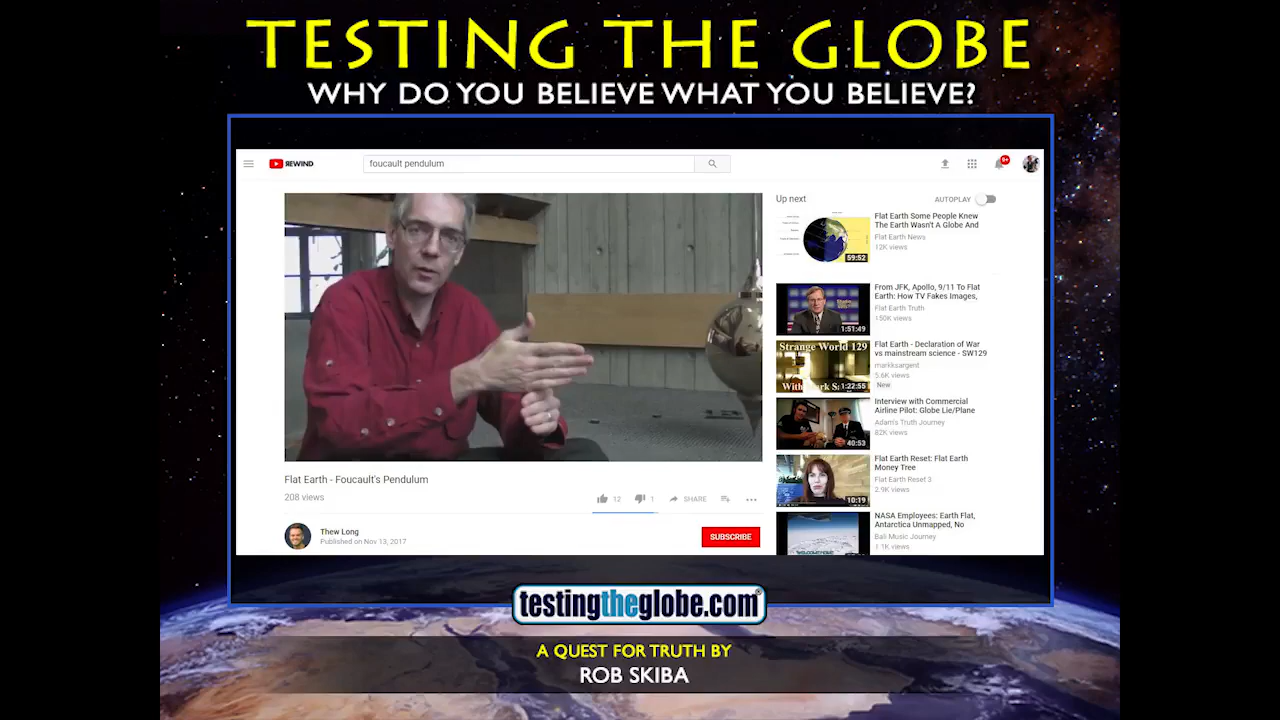 TESTING THE GLOBE
WHY DO YOU BELIEVE WHAT YOU BELIEVE?
REWIND
foucault pendulum
9+
Up next
AUTOPLAY
Flat Earth Some People Knew
The Earth Wasn't A Globe And
Flat Earth News
12K views
59:52
From JFK, Apollo, 9/11 To Flat
Earth: How TV Fakes Images,
Flat Earth Truth
150K views
1:51:49
Strange World 129
With Mark S
1:22:55
Flat Earth - Declaration of War
vs mainstream science - SW129
markksargent
5.6K views
New
Interview with Commercial
Airline Pilot: Globe Lie/Plane
Adam's Truth Journey
82K views
40:53
Flat Earth Reset: Flat Earth
Money Tree
Flat Earth Reset 3
2.9K views
10:19
NASA Employees: Earth Flat,
Antarctica Unmapped, No
Bali Music Journey
1.1K views
Flat Earth - Foucault's Pendulum
208 views
12
1
SHARE
Thew Long
Published on Nov 13, 2017
SUBSCRIBE
testingtheglobe.com
A QUEST FOR TRUTH BY
ROB SKIBA